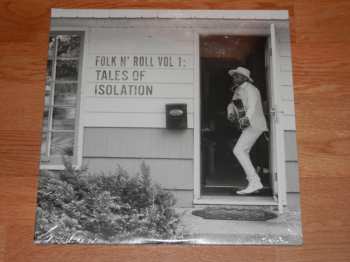 FOLK N' ROLL VOL 1:
TALES OF
ISOLATION